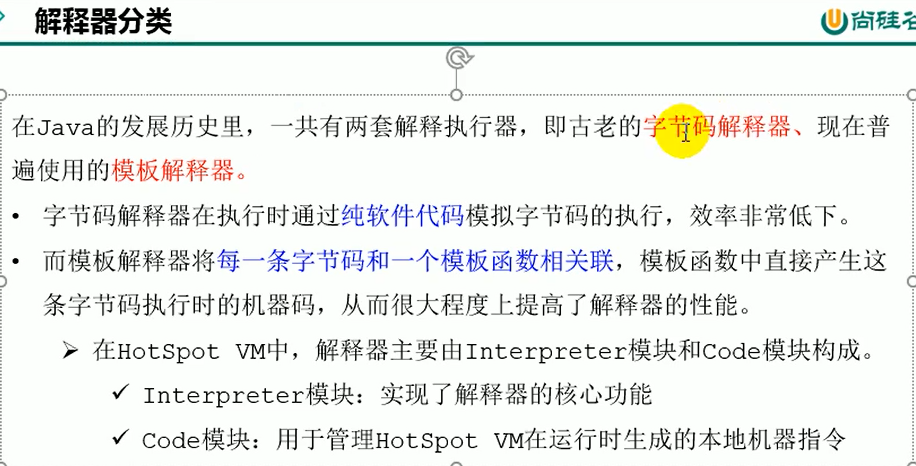 解释器分类
尚硅谷
在Java的发展历史里，一共有两套解释执行器，即古老的字节码解释器、现在普
遍使用的模板解释器。
• 字节码解释器在执行时通过纯软件代码模拟字节码的执行，效率非常低下。
• 而模板解释器将每一条字节码和一个模板函数相关联，模板函数中直接产生这
条字节码执行时的机器码，从而很大程度上提高了解释器的性能。
➢ 在HotSpot VM中，解释器主要由Interpreter模块和Code模块构成。
✓ Interpreter模块：实现了解释器的核心功能
✓ Code模块：用于管理HotSpot VM在运行时生成的本地机器指令